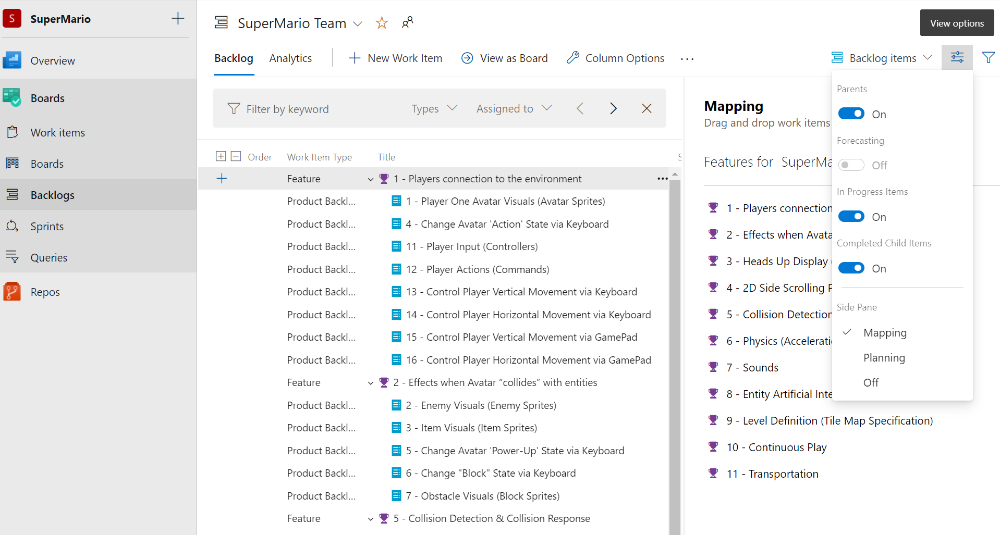 S SuperMario
Overview
Boards
Work items
Boards
Backlogs
Sprints
Queries
Repos
SuperMario Team
View options
Backlog Analytics New Work Item View as Board Column Options ... Backlog items
Filter by keyword Types Assigned to
Order Work Item Type Title S
Feature 1 - Players connection to the environment ...
Product Backl... 1 - Player One Avatar Visuals (Avatar Sprites)
Product Backl... 4 - Change Avatar 'Action' State via Keyboard
Product Backl... 11 - Player Input (Controllers)
Product Backl... 12 - Player Actions (Commands)
Product Backl... 13 - Control Player Vertical Movement via Keyboard
Product Backl... 14 - Control Player Horizontal Movement via Keyboard
Product Backl... 15 - Control Player Vertical Movement via GamePad
Product Backl... 16 - Control Player Horizontal Movement via GamePad
Feature 2 - Effects when Avatar “collides” with entities
Product Backl... 2 - Enemy Visuals (Enemy Sprites)
Product Backl... 3 - Item Visuals (Item Sprites)
Product Backl... 5 - Change Avatar 'Power-Up' State via Keyboard
Product Backl... 6 - Change "Block" State via Keyboard
Product Backl... 7 - Obstacle Visuals (Block Sprites)
Feature 5 - Collision Detection & Collision Response
Mapping
Drag and drop work items
Features for SuperMa
1 - Players connection
2 - Effects when Avata
3 - Heads Up Display (
4 - 2D Side Scrolling P
5 - Collision Detection
6 - Physics (Accelerati
7 - Sounds
8 - Entity Artificial Inte
9 - Level Definition (Tile Map Specification)
10 - Continuous Play
11 - Transportation
Parents
On
Forecasting
Off
In Progress Items
On
Completed Child Items
On
Side Pane
Mapping
Planning
Off